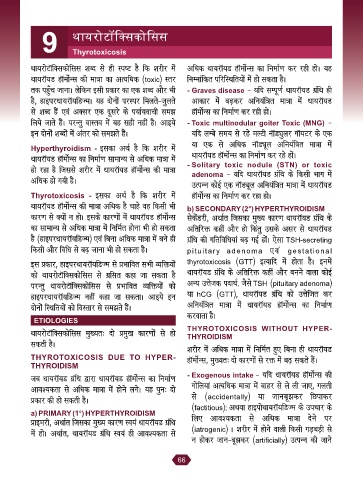 9
थायरोटॉक्सिकोसिस
Thyrotoxicosis
थायरोटॉक्सिकोसिस शब्द से ही स्पष्ट है कि शरीर में
थायरॉयड हॉर्मोन्स की मात्रा का अत्यधिक (toxic) स्तर
तक पहुँच जाना। लेकिन इसी प्रकार का एक शब्द और भी
है, हाइपरथायरॉयडिज्म। यह दोनों परस्पर मिलते-जुलते
से शब्द हैं एवं अक्सर एक दूसरे के पर्यायवाची समझ
लिये जाते हैं। परन्तु वास्तव में यह सही नहीं है। आइये
इन दोनों शब्दों में अंतर को समझते हैं।
Hyperthyroidism - इसका अर्थ है कि शरीर में
थायरॉयड हॉर्मोन्स का निर्माण सामान्य से अधिक मात्रा में
हो रहा है जिससे शरीर में थायरॉयड हॉर्मोन्स की मात्रा
अधिक हो गयी है।
Thyrotoxicosis - इसका अर्थ है कि शरीर में
थायरॉयड हॉर्मोन्स की मात्रा अधिक है चाहे वह किसी भी
कारण से क्यों न हो। इसके कारणों में थायरॉयड हॉर्मोन्स
का सामान्य से अधिक मात्रा में निर्मित होना भी हो सकता
है (हाइपरथायरॉयडिज्म) एवं बिना अधिक मात्रा में बने ही
किसी और विधि से बढ़ जाना भी हो सकता है।
इस प्रकार, हाइपरथायरॉयडिज्म से प्रभावित सभी व्यक्तियों
को थायरोटॉक्सिकोसिस से ग्रसित कहा जा सकता है
परन्तु थायरोटॉक्सिकोसिस से प्रभावित व्यक्तियों को
हाइपरथायरॉयडिज्म नहीं कहा जा सकता। आइये इन
दोनों स्थितियों को विस्तार से समझते हैं।
ETIOLOGIES
थायरोटॉक्सिकोसिस मुख्यतः दो प्रमुख कारणों से हो
सकती है।
THYROTOXICOSIS DUE TO HYPER-
THYROIDISM
जब थायरॉयड ग्रंथि द्वारा थायरॉयड हॉर्मोन्स का निर्माण
आवश्यकता से अधिक मात्रा में होने लगे। यह पुनः दो
प्रकार की हो सकती है।
a) PRIMARY (1°) HYPERTHYROIDISM
प्राइमरी, अर्थात जिसका मुख्य कारण स्वयं थायरॉयड ग्रंथि
में हो। अर्थात, थायरॉयड ग्रंथि स्वयं ही आवश्यकता से
अधिक थायरॉयड हॉर्मोन्स का निर्माण कर रही हो। यह
निम्नांकित परिस्थितियों में हो सकता है।
- Graves disease - यदि सम्पूर्ण थायरॉयड ग्रंथि ही
आकार में बढ़कर अनियंत्रित मात्रा में थायरॉयड
हॉर्मोन्स का निर्माण कर रही हो।
- Toxic multinodular goiter Toxic (MNG) -
यदि लम्बे समय से रहे मल्टी नॉड्युलर गॉयटर के एक
या एक से अधिक नॉड्यूल अनियंत्रित मात्रा में
थायरॉयड हॉर्मोन्स का निर्माण कर रहे हों।
- Solitary toxic nodule (STN) or toxic
adenoma - यदि थायरॉयड ग्रंथि के किसी भाग में
उत्पन्न कोई एक नॉड्यूल अनियंत्रित मात्रा में थायरॉयड
हॉर्मोन्स का निर्माण कर रहा हो।
b) SECONDARY (2°) HYPERTHYROIDISM
सेकेंडरी, अर्थात जिसका मुख्य कारण थायरॉयड ग्रंथि के
अतिरिक्त कहीं और हो किंतु उसके असर से थायरॉयड
ग्रंथि की गतिविधियां बढ़ गई हों। ऐसा TSH-secreting
pituitary adenoma एवं gestational
thyrotoxicosis (GTT) इत्यादि में होता है। इनमें
थायरॉयड ग्रंथि के अतिरिक्त कहीं और बनने वाला कोई
अन्य उत्तेजक पदार्थ, जैसे TSH (pituitary adenoma)
या hCG (GTT), थायरॉयड ग्रंथि को उत्तेजित कर
अनियंत्रित मात्रा में थायरॉयड हॉर्मोन्स का निर्माण
करवाता है।
THYROTOXICOSIS WITHOUT HYPER-
THYROIDISM
शरीर में अधिक मात्रा में निर्मित हुए बिना ही थायरॉयड
हॉर्मोन्स, मुख्यतः दो कारणों से रक्त में बढ़ सकते हैं।
- Exogenous intake - यदि थायरॉयड हॉर्मोन्स की
गोलियां अत्यधिक मात्रा में बाहर से ले ली जाए, गलती
से (accidentally) या जानबूझकर छिपाकर
(factitious); अथवा हाइपोथायरॉयडिज्म के उपचार के
लिए आवश्यकता से अधिक मात्रा देने पर
(iatrogenic)। शरीर में होने वाली किसी गड़बड़ी से
न होकर जान-बूझकर (artificially) उत्पन्न की जाने
66